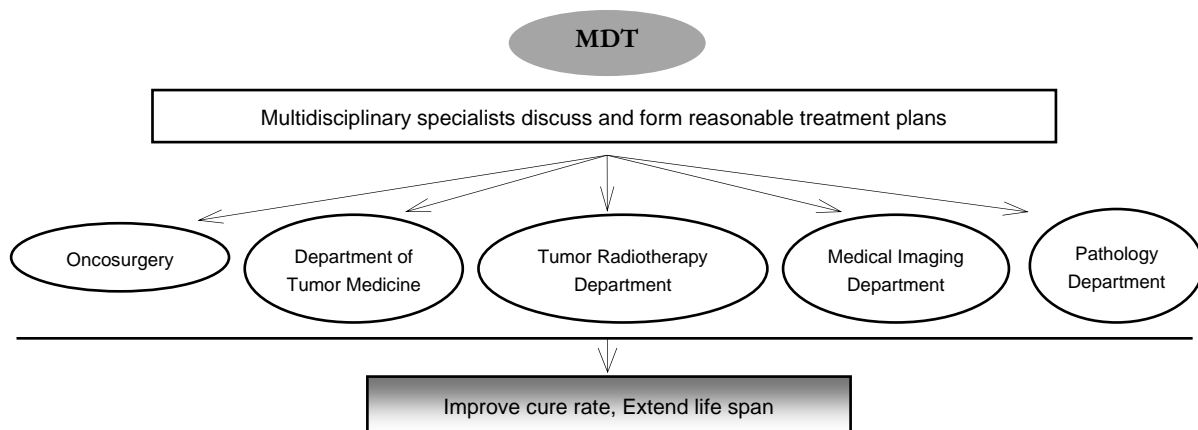 MDT
Multidisciplinary specialists discuss and form reasonable treatment plans
Oncosurgery
Department of
Tumor Medicine
Tumor Radiotherapy
Department
Medical Imaging
Department
Pathology
Department
Improve cure rate, Extend life span